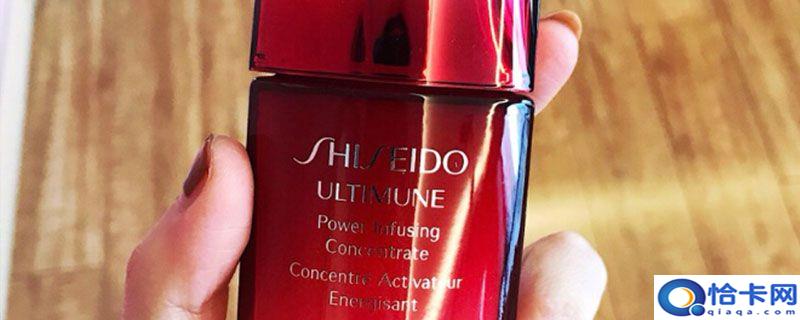 SHISEIDO
ULTIMUNE
Power Infusing
Concentrate
Concentré Activateur
Energisant
恰卡网
qiaqa.com